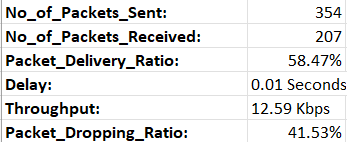 No_of_Packets_Sent: 354
No_of_Packets_Received: 207
Packet_Delivery_Ratio: 58.47%
Delay: 0.01 Seconds
Throughput: 12.59 Kbps
Packet_Dropping_Ratio: 41.53%